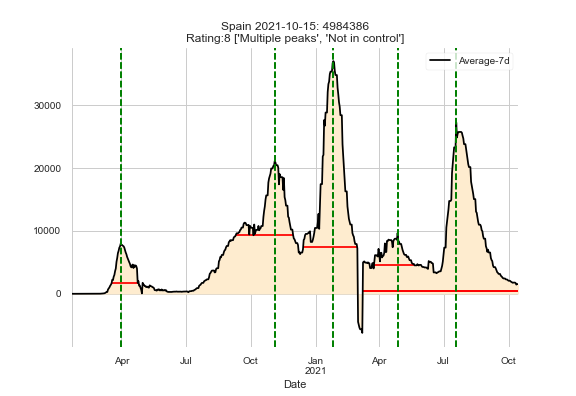 Spain 2021-10-15: 4984386
Rating:8 ['Multiple peaks', 'Not in control']
Average-7d
30000
20000
10000
0
Apr
Jul
Oct
Jan
2021
Apr
Jul
Oct
Date